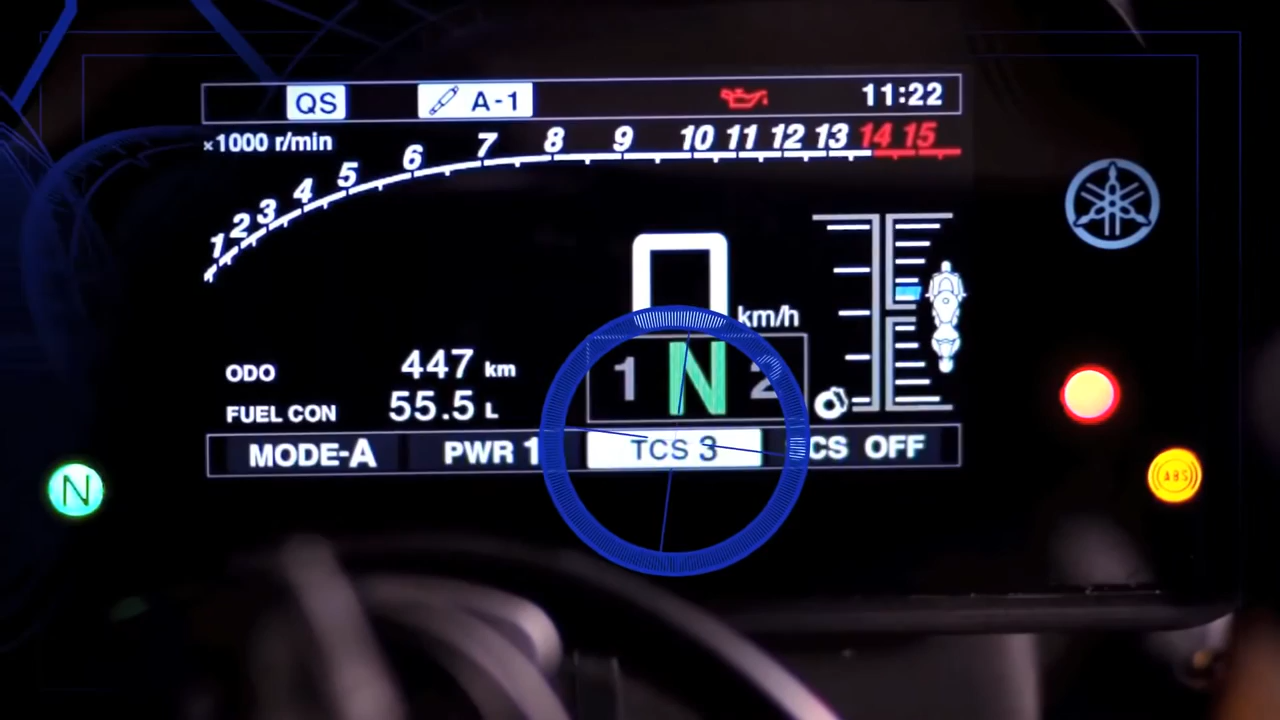 QS A-1 11:22
×1000 r/min
1 2 3 4 5 6 7 8 9 10 11 12 13 14 15
0 km/h
1 N 2
ODO 447 km
FUEL CON 55.5 L
MODE-A PWR 1 TCS 3 CS OFF
N
ABS